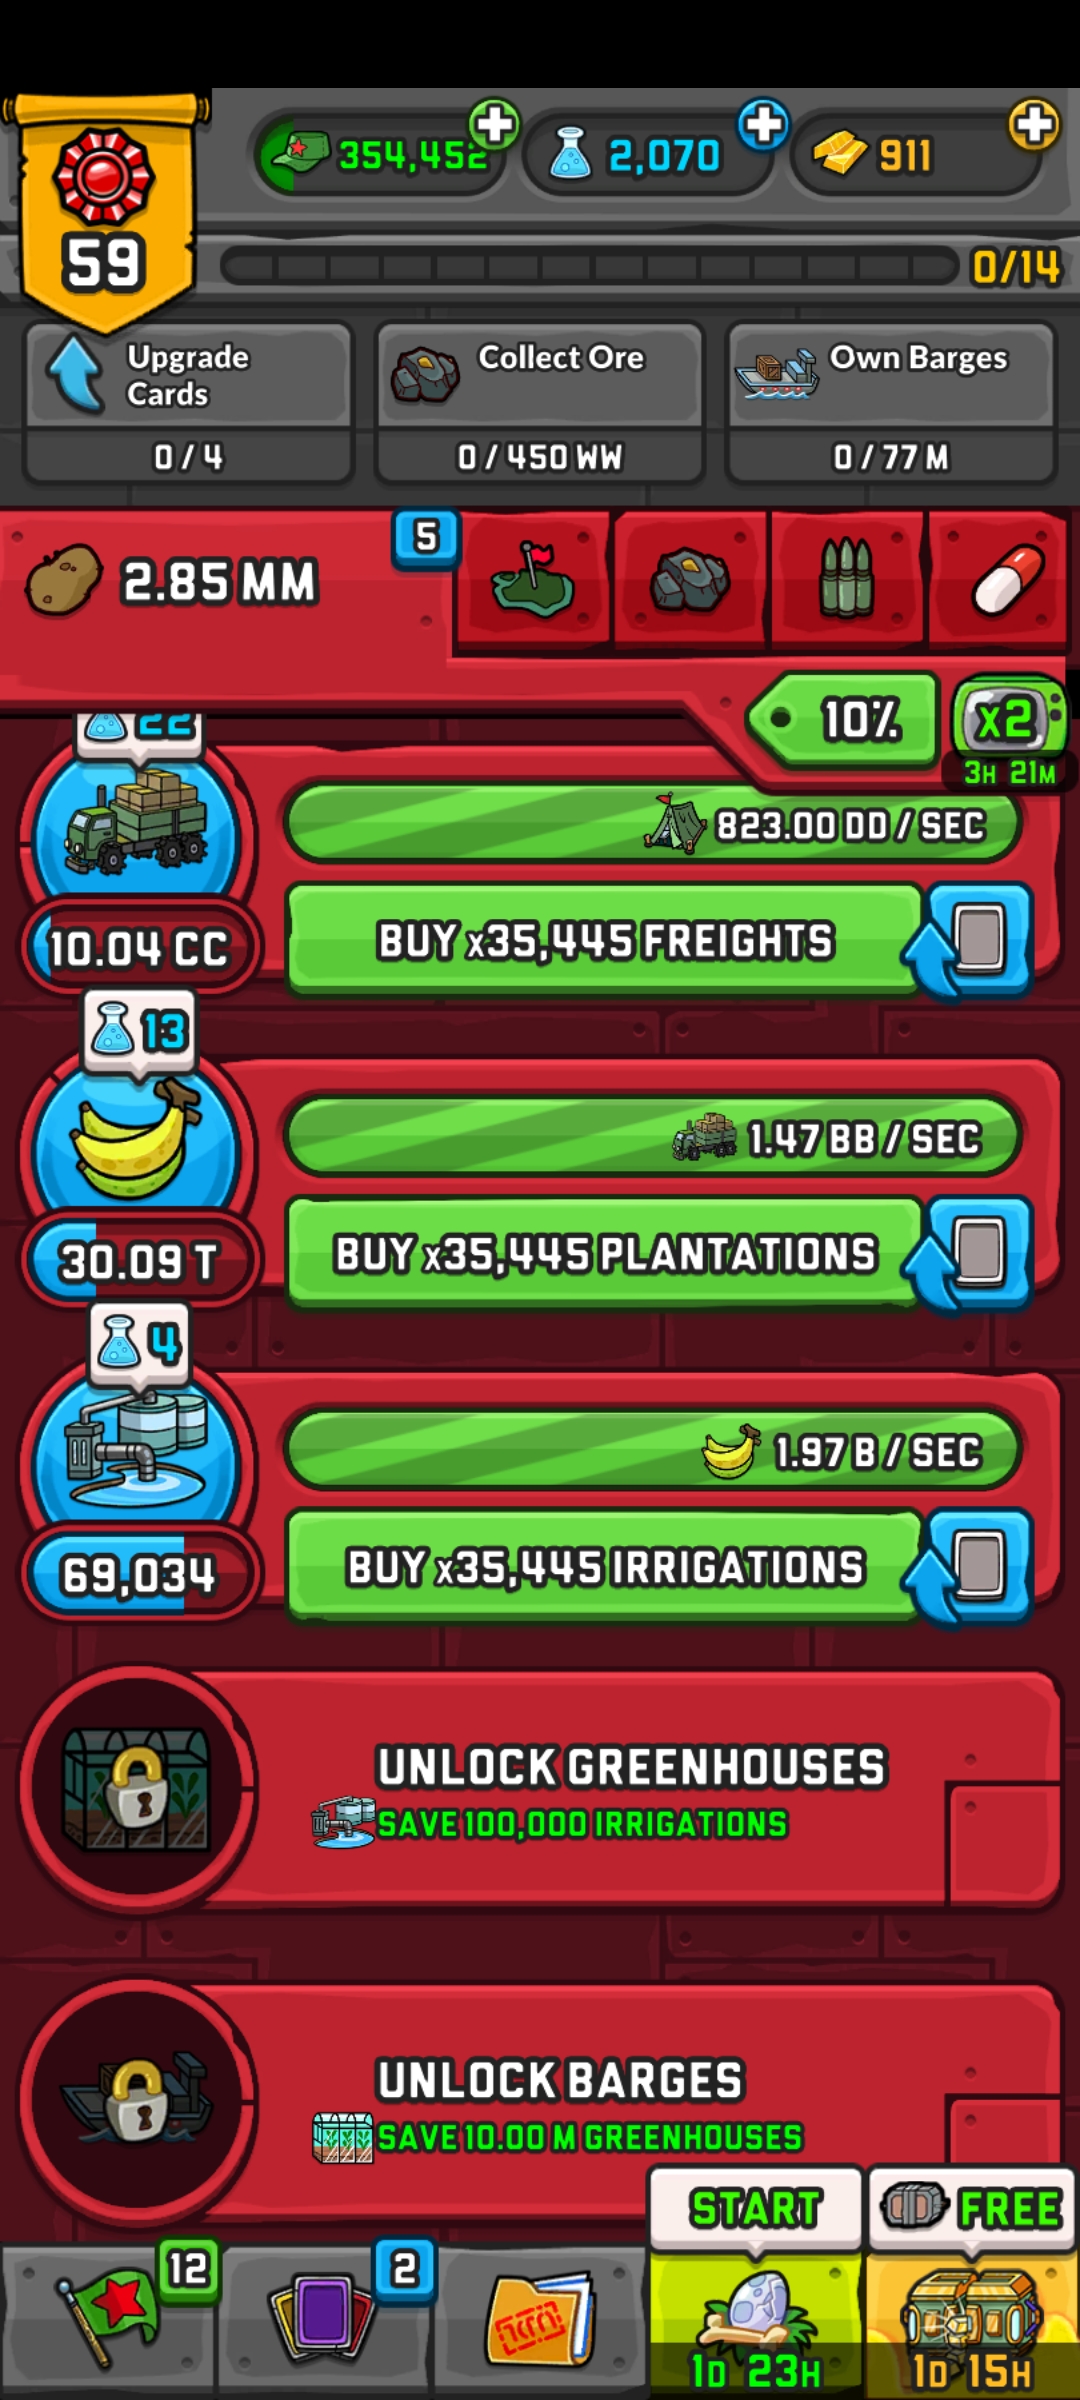 354,452
2,070
911
59
0/14
Upgrade
Cards
0/4
Collect Ore
0/450 WW
Own Barges
0/77 M
2.85 MM
5
10%
x2
3H 21M
22
823.00 DD / SEC
10.04 CC
BUY x35,445 FREIGHTS
13
1.47 BB / SEC
30.09 T
BUY x35,445 PLANTATIONS
4
1.97 B / SEC
69,034
BUY x35,445 IRRIGATIONS
UNLOCK GREENHOUSES
SAVE 100,000 IRRIGATIONS
UNLOCK BARGES
SAVE 10.00 M GREENHOUSES
START
FREE
12
2
1D 23H
1D 15H